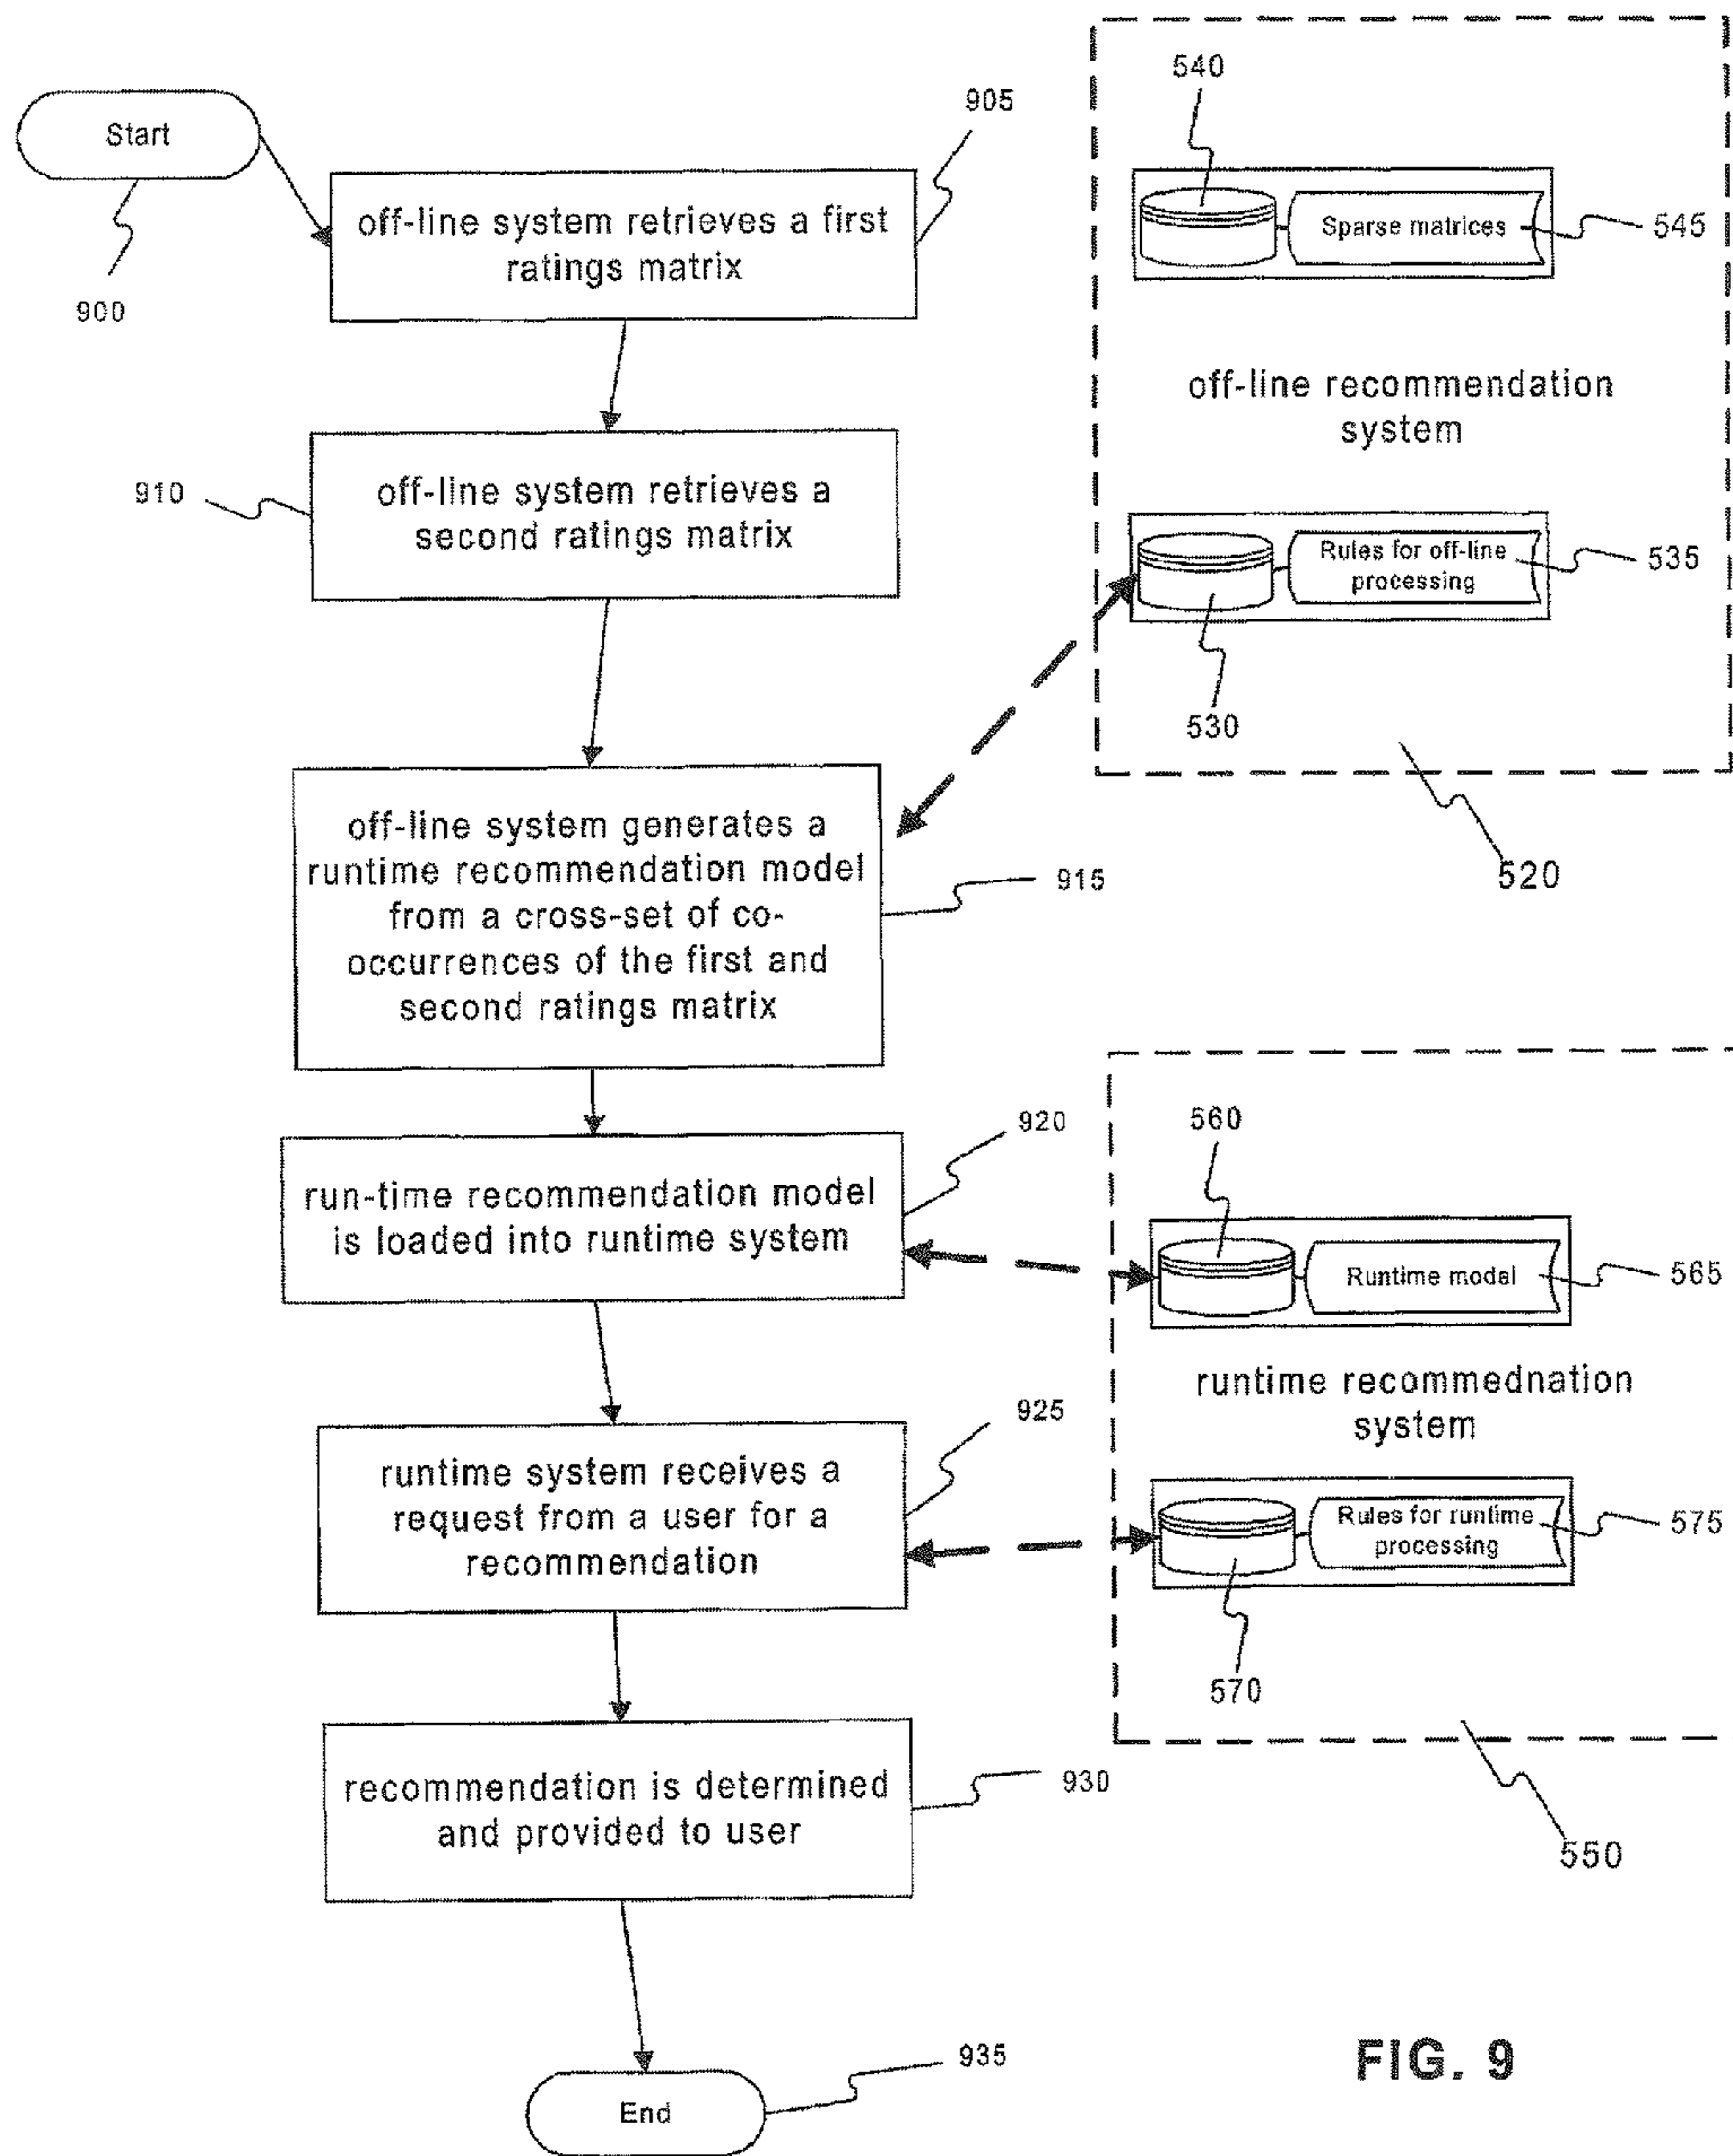 Start
900
905
off-line system retrieves a first
ratings matrix
910
off-line system retrieves a
second ratings matrix
off-line system generates a
runtime recommendation model
from a cross-set of co-
occurrences of the first and
second ratings matrix
915
920
run-time recommendation model
is loaded into runtime system
925
runtime system receives a
request from a user for a
recommendation
recommendation is determined
and provided to user
930
End
935
540
Sparse matrices
545
off-line recommendation
system
Rules for off-line
processing
535
530
520
560
Runtime model
565
runtime recommednation
system
Rules for runtime
processing
575
570
550
FIG. 9